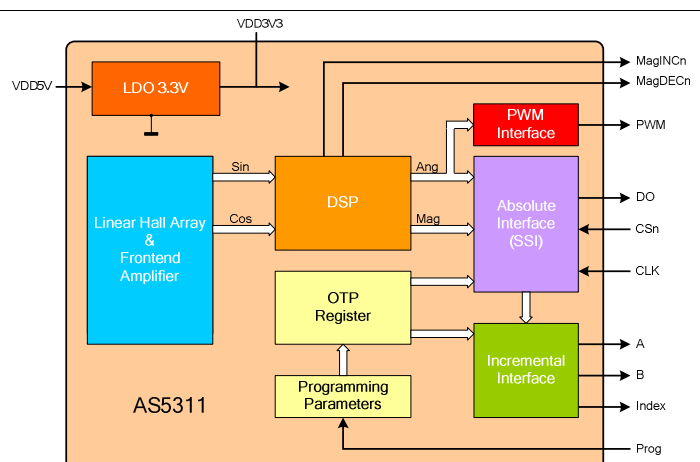 VDD3V3
VDD5V
LDO 3.3V
MagINCn
MagDECn
PWM
Interface
PWM
Sin
Ang
Linear Hall Array
&
Frontend
Amplifier
DSP
Absolute
Interface
(SSI)
DO
Cos
Mag
CSn
CLK
OTP
Register
A
Incremental
Interface
B
Programming
Parameters
Index
AS5311
Prog